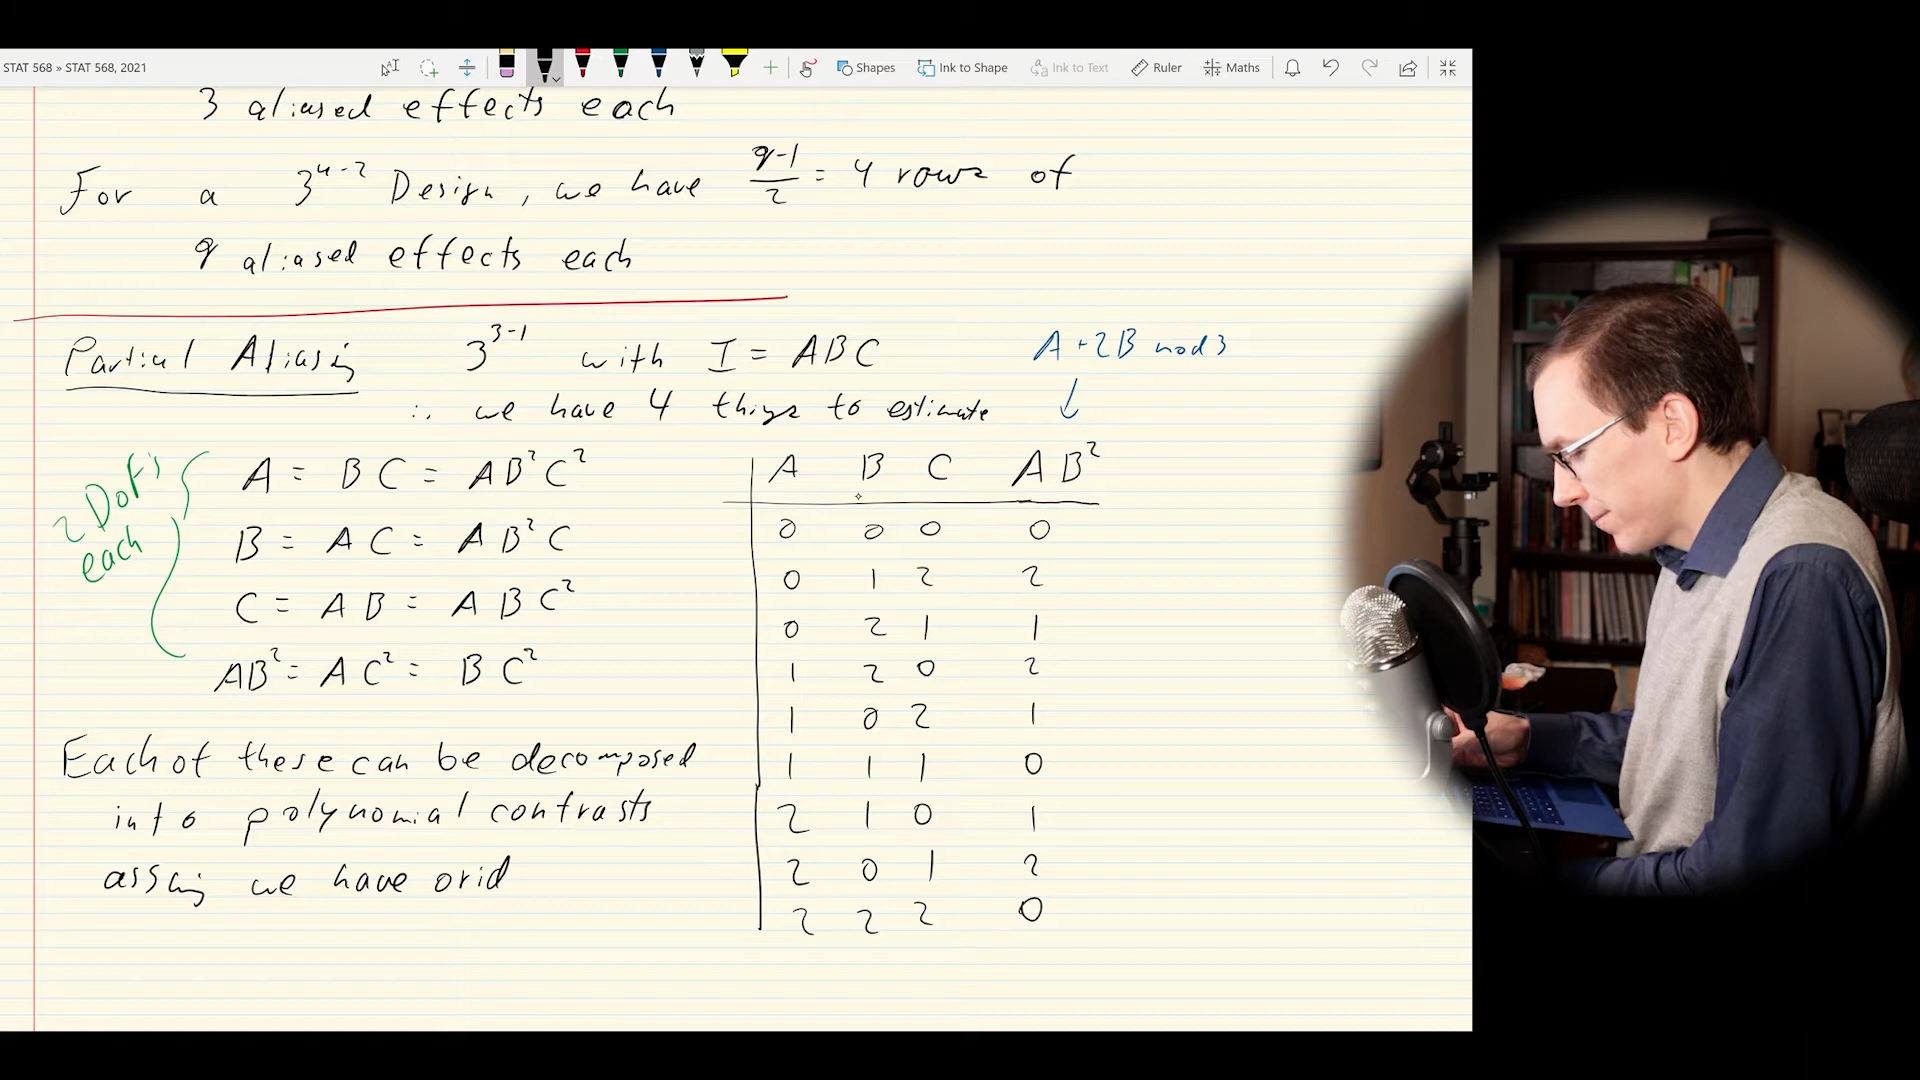 STAT 568 » STAT 568, 2021
Shapes Ink to Shape Ink to Text Ruler Maths
3 aliased effects each
For a 3^{4-2} Design, we have \frac{9-1}{2} = 4 rows of
9 aliased effects each
Partial Aliasing 3^{3-1} with I = ABC
A+2B mod 3
∴ we have 4 things to estimate
↓
2 DoF's
each
A = BC = AB²C²
B = AC = AB²C
C = AB = ABC²
AB² = AC² = BC²
Each of these can be decomposed
into polynomial contrasts
we have orid
A B C AB²
0 0 0 0
0 1 2 2
0 2 1 1
1 2 0 2
1 0 2 1
1 1 1 0
2 1 0 1
2 0 1 2
2 2 2 0